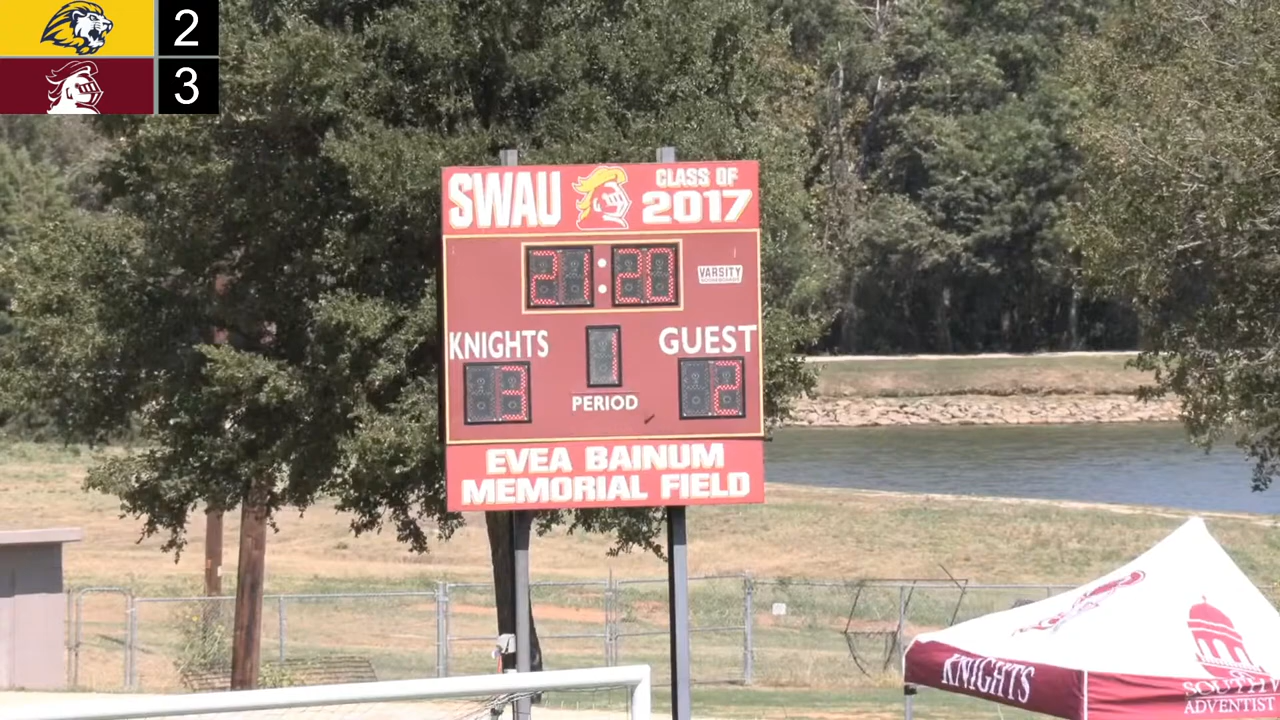 2
3
SWAU
CLASS OF
2017
21:20
VARSITY
KNIGHTS
GUEST
3
1
2
PERIOD
EVEA BAINUM
MEMORIAL FIELD
KNIGHTS
ADVENTIST